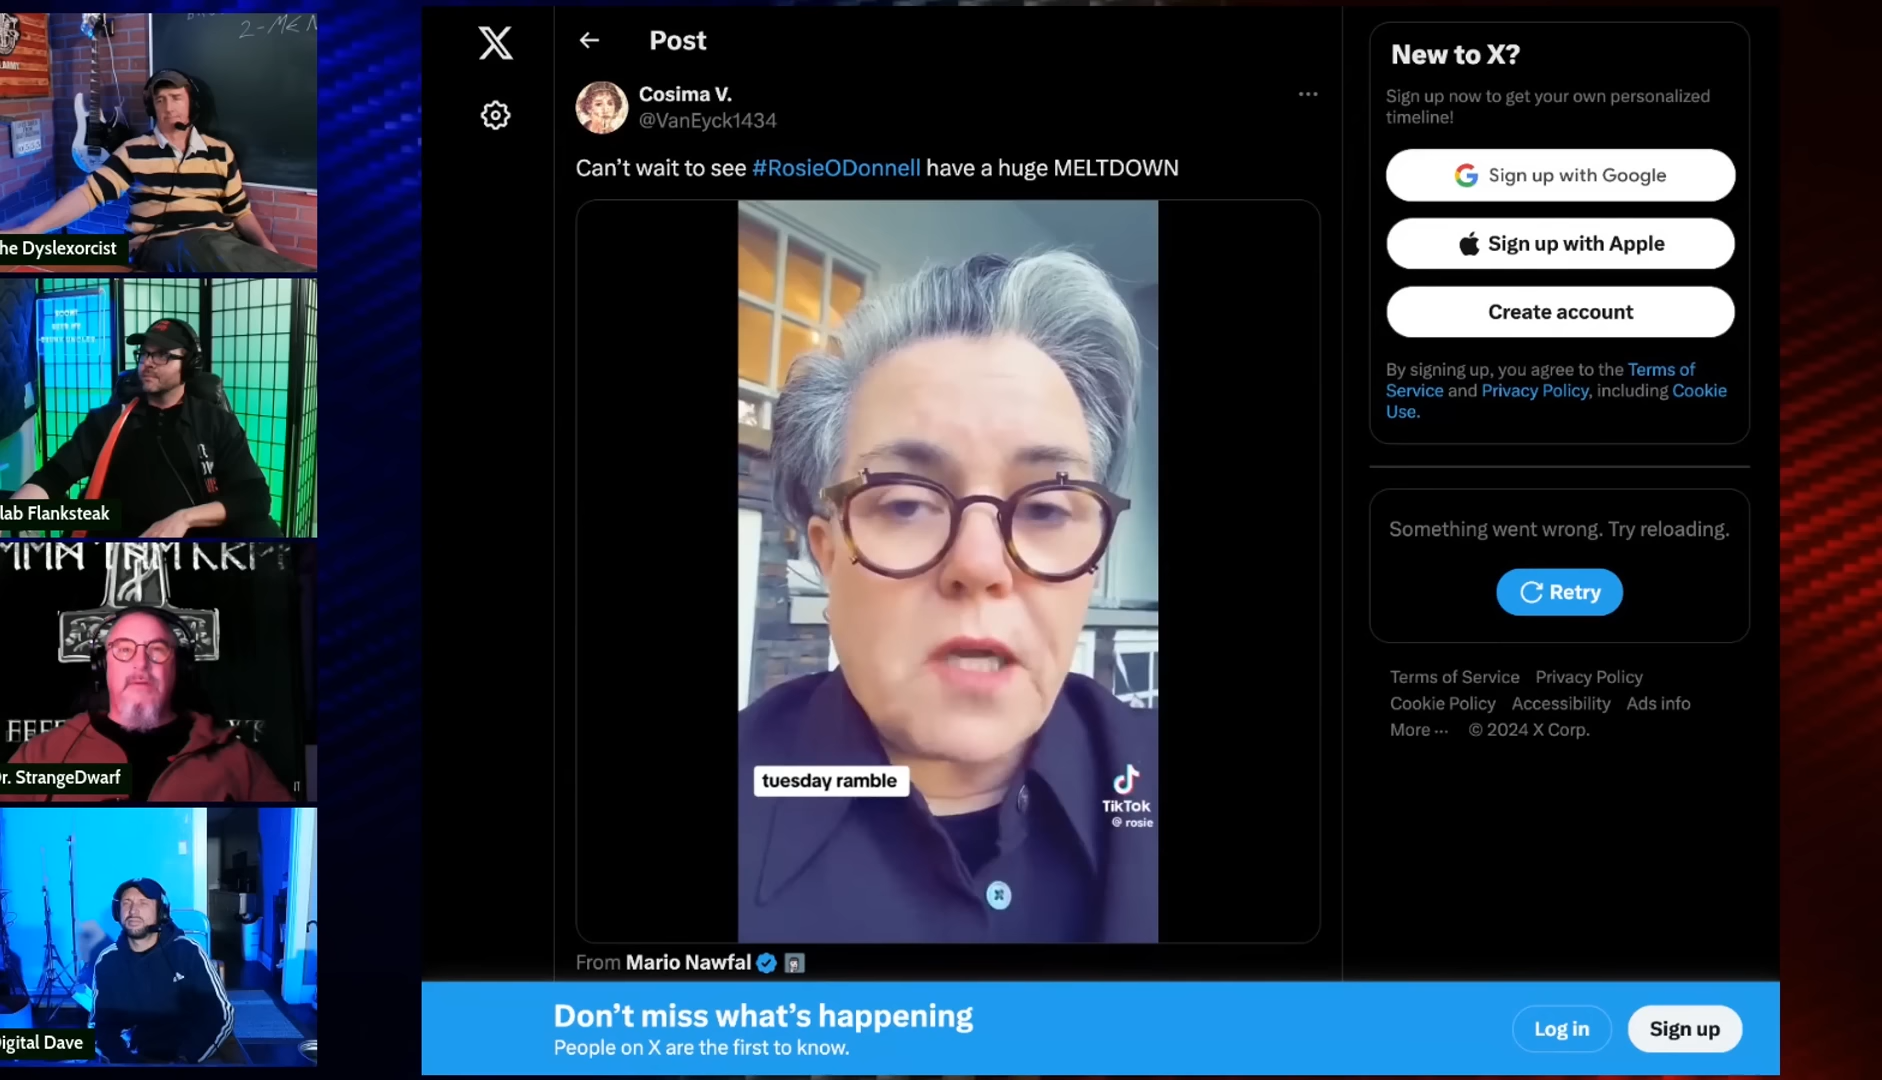 2-MEN
he Dyslexorcist
lab Flanksteak
r. StrangeDwarf
igital Dave
Post
Cosima V.
@VanEyck1434
Can’t wait to see #RosieODonnell have a huge MELTDOWN
tuesday ramble
TikTok
@ rosie
From Mario Nawfal
New to X?
Sign up now to get your own personalized
timeline!
Sign up with Google
Sign up with Apple
Create account
By signing up, you agree to the Terms of
Service and Privacy Policy, including Cookie
Use.
Something went wrong. Try reloading.
Retry
Terms of Service Privacy Policy
Cookie Policy Accessibility Ads info
More ··· © 2024 X Corp.
Don’t miss what’s happening
People on X are the first to know.
Log in
Sign up